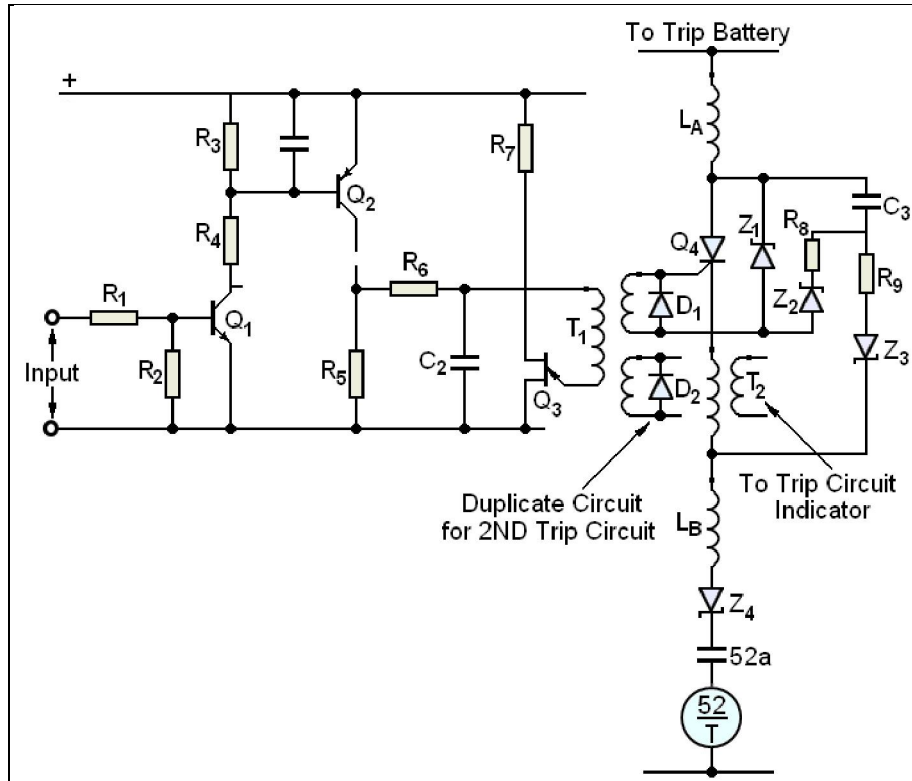 To Trip Battery
+
R3
R7
LA
Q2
C3
R4
Q4
Z1
R8
R6
R9
R1
Q1
D1
Z2
T1
Input
R2
R5
C2
Q3
D2
T2
Z3
Duplicate Circuit
for 2ND Trip Circuit
To Trip Circuit
Indicator
LB
Z4
52a
52
T